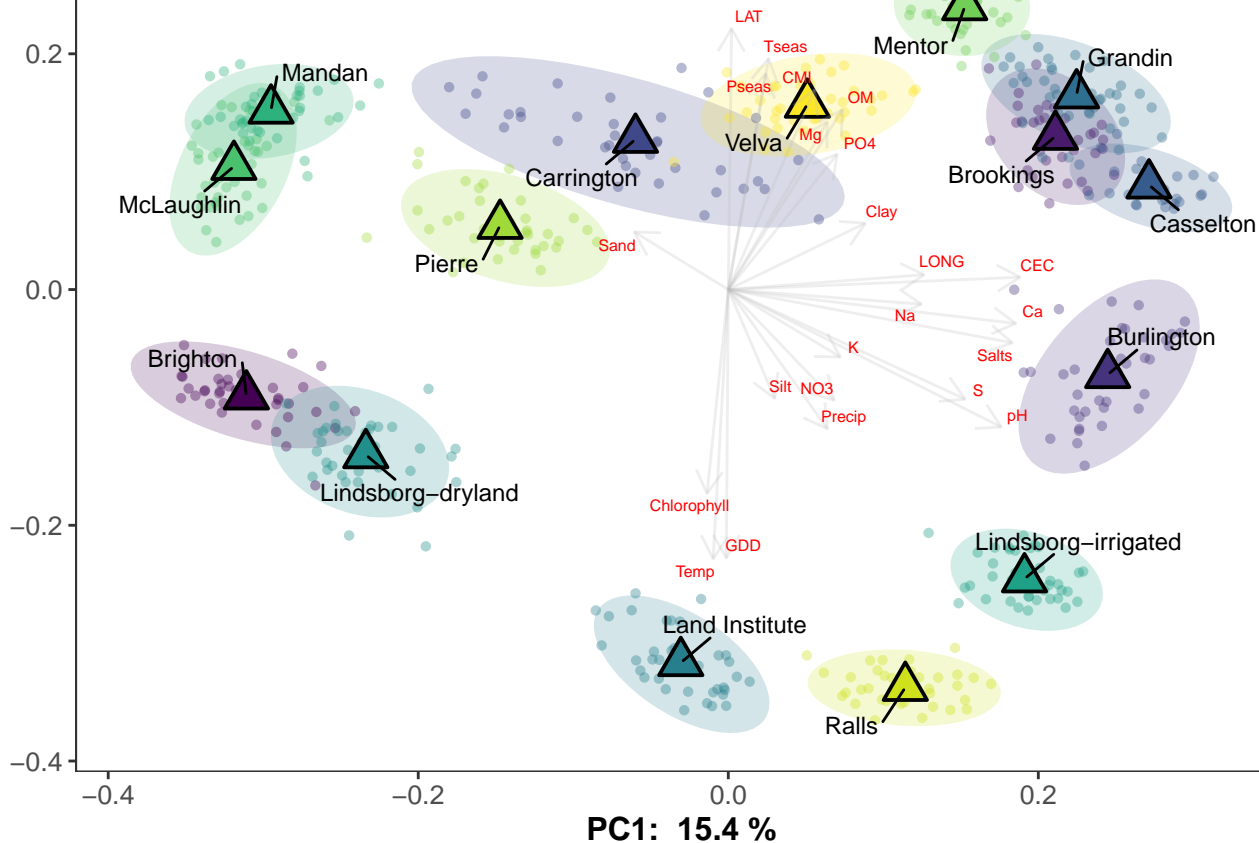 LAT
Mentor
Tseas
Grandin
0.2
Mandan
CMI
Pseas
OM
Velva
Mg
PO4
Carrington
Brookings
McLaughlin
Clay
Casselton
Pierre
Sand
LONG
CEC
0.0
Na
Ca
Burlington
K
Salts
Brighton
Silt
NO3
S
Precip
pH
Lindsborg−dryland
Chlorophyll
−0.2
GDD
Lindsborg−irrigated
Temp
Land Institute
Ralls
−0.4
−0.4
−0.2
0.0
0.2
PC1: 15.4 %